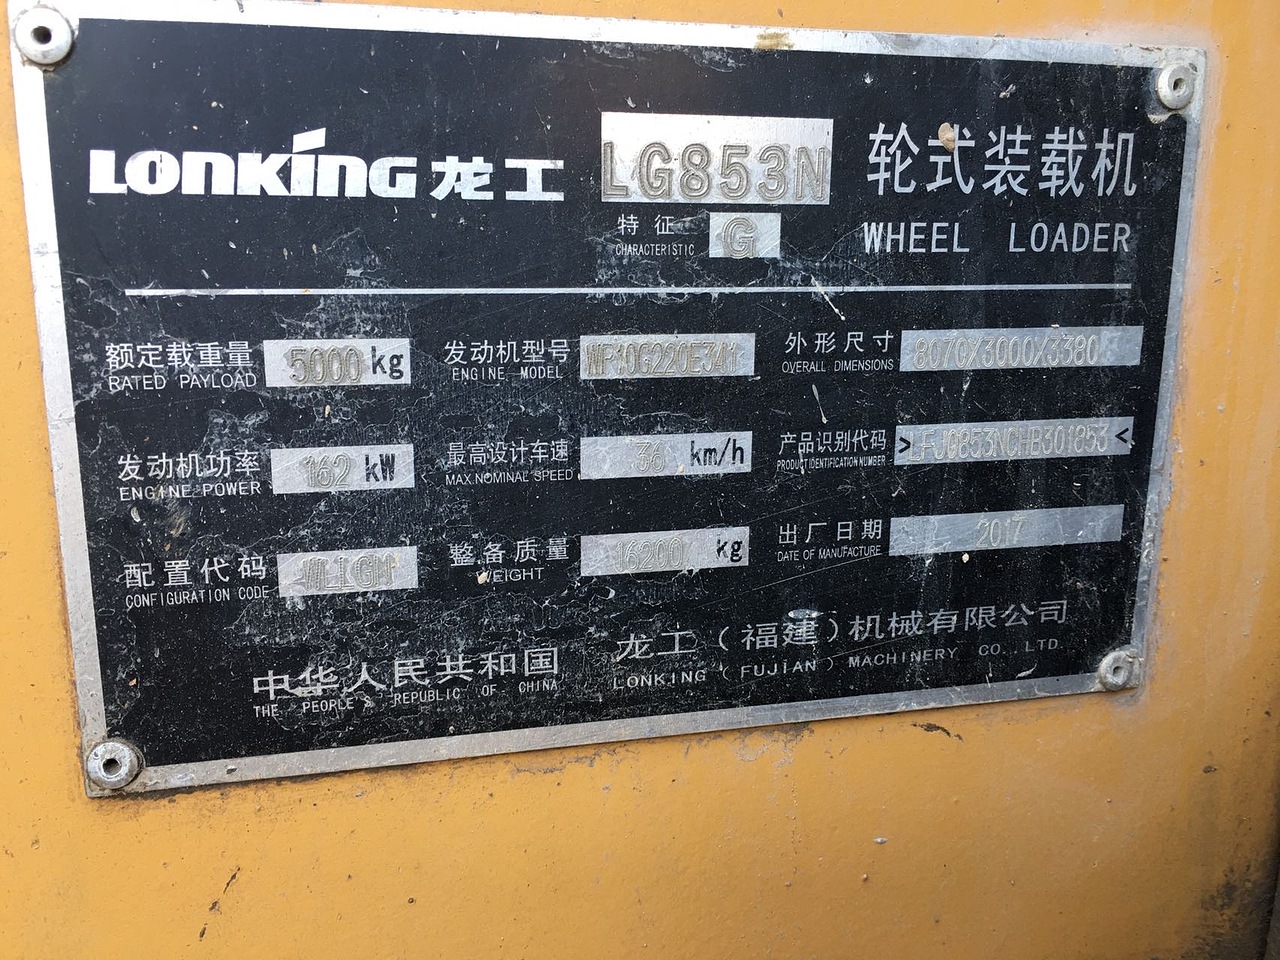 LONKING 龙工 LG853N 轮式装载机
特征 G
CHARACTERISTIC
WHEEL LOADER
额定载重量 5000 kg
RATED PAYLOAD
发动机型号 WP10G220E341
ENGINE MODEL
外形尺寸 8070X3000X3380
OVERALL DIMENSIONS
发动机功率 162 kW
ENGINE POWER
最高设计车速 36 km/h
MAX.NOMINAL SPEED
产品识别代码 >LFJ0853NCHB301853<
PRODUCT IDENTIFICATION NUMBER
配置代码
CONFIGURATION CODE
整备质量 16200 kg
WEIGHT
出厂日期 2017
DATE OF MANUFACTURE
中华人民共和国
THE PEOPLE'S REPUBLIC OF CHINA
龙工(福建)机械有限公司
LONKING (FUJIAN) MACHINERY CO.,LTD